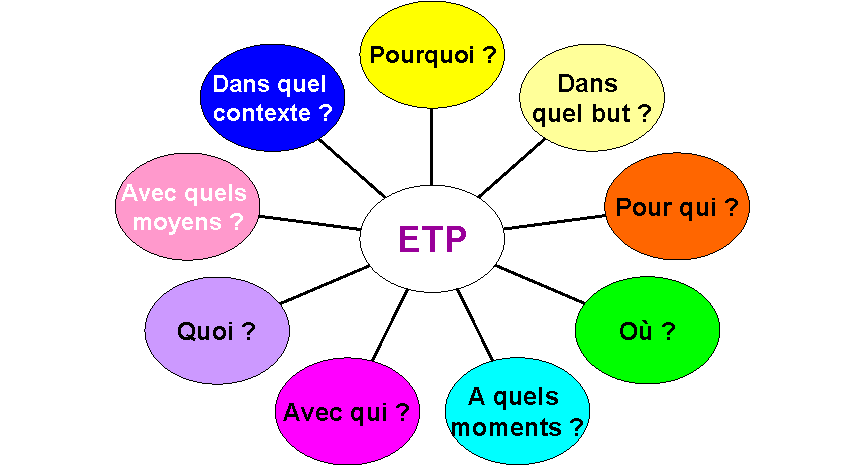 Pourquoi ?
Dans
quel but ?
Pour qui ?
Où ?
A quels
moments ?
Avec qui ?
Quoi ?
Avec quels
moyens ?
Dans quel
contexte ?
ETP